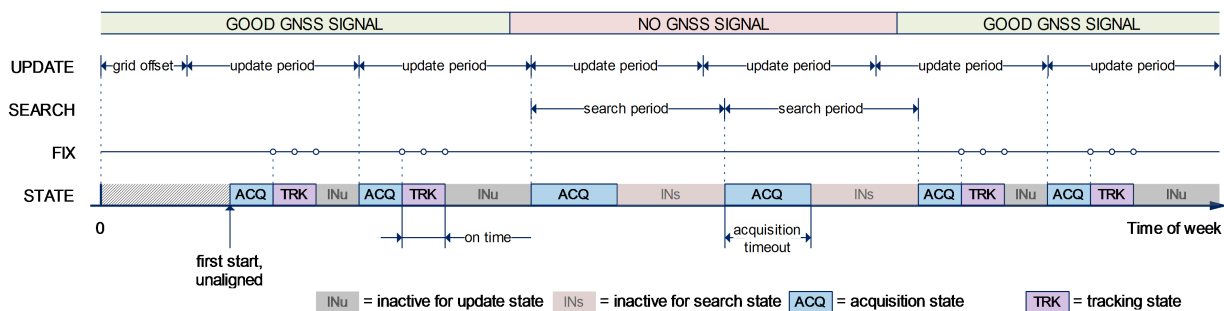 GOOD GNSS SIGNAL NO GNSS SIGNAL GOOD GNSS SIGNAL
UPDATE grid offset update period update period update period update period update period update period
SEARCH search period search period
FIX
STATE ACQ TRK INu ACQ TRK INu ACQ INs ACQ INs ACQ TRK INu ACQ TRK INu
0 on time acquisition timeout Time of week
first start,
unaligned
INu = inactive for update state INs = inactive for search state ACQ = acquisition state TRK = tracking state